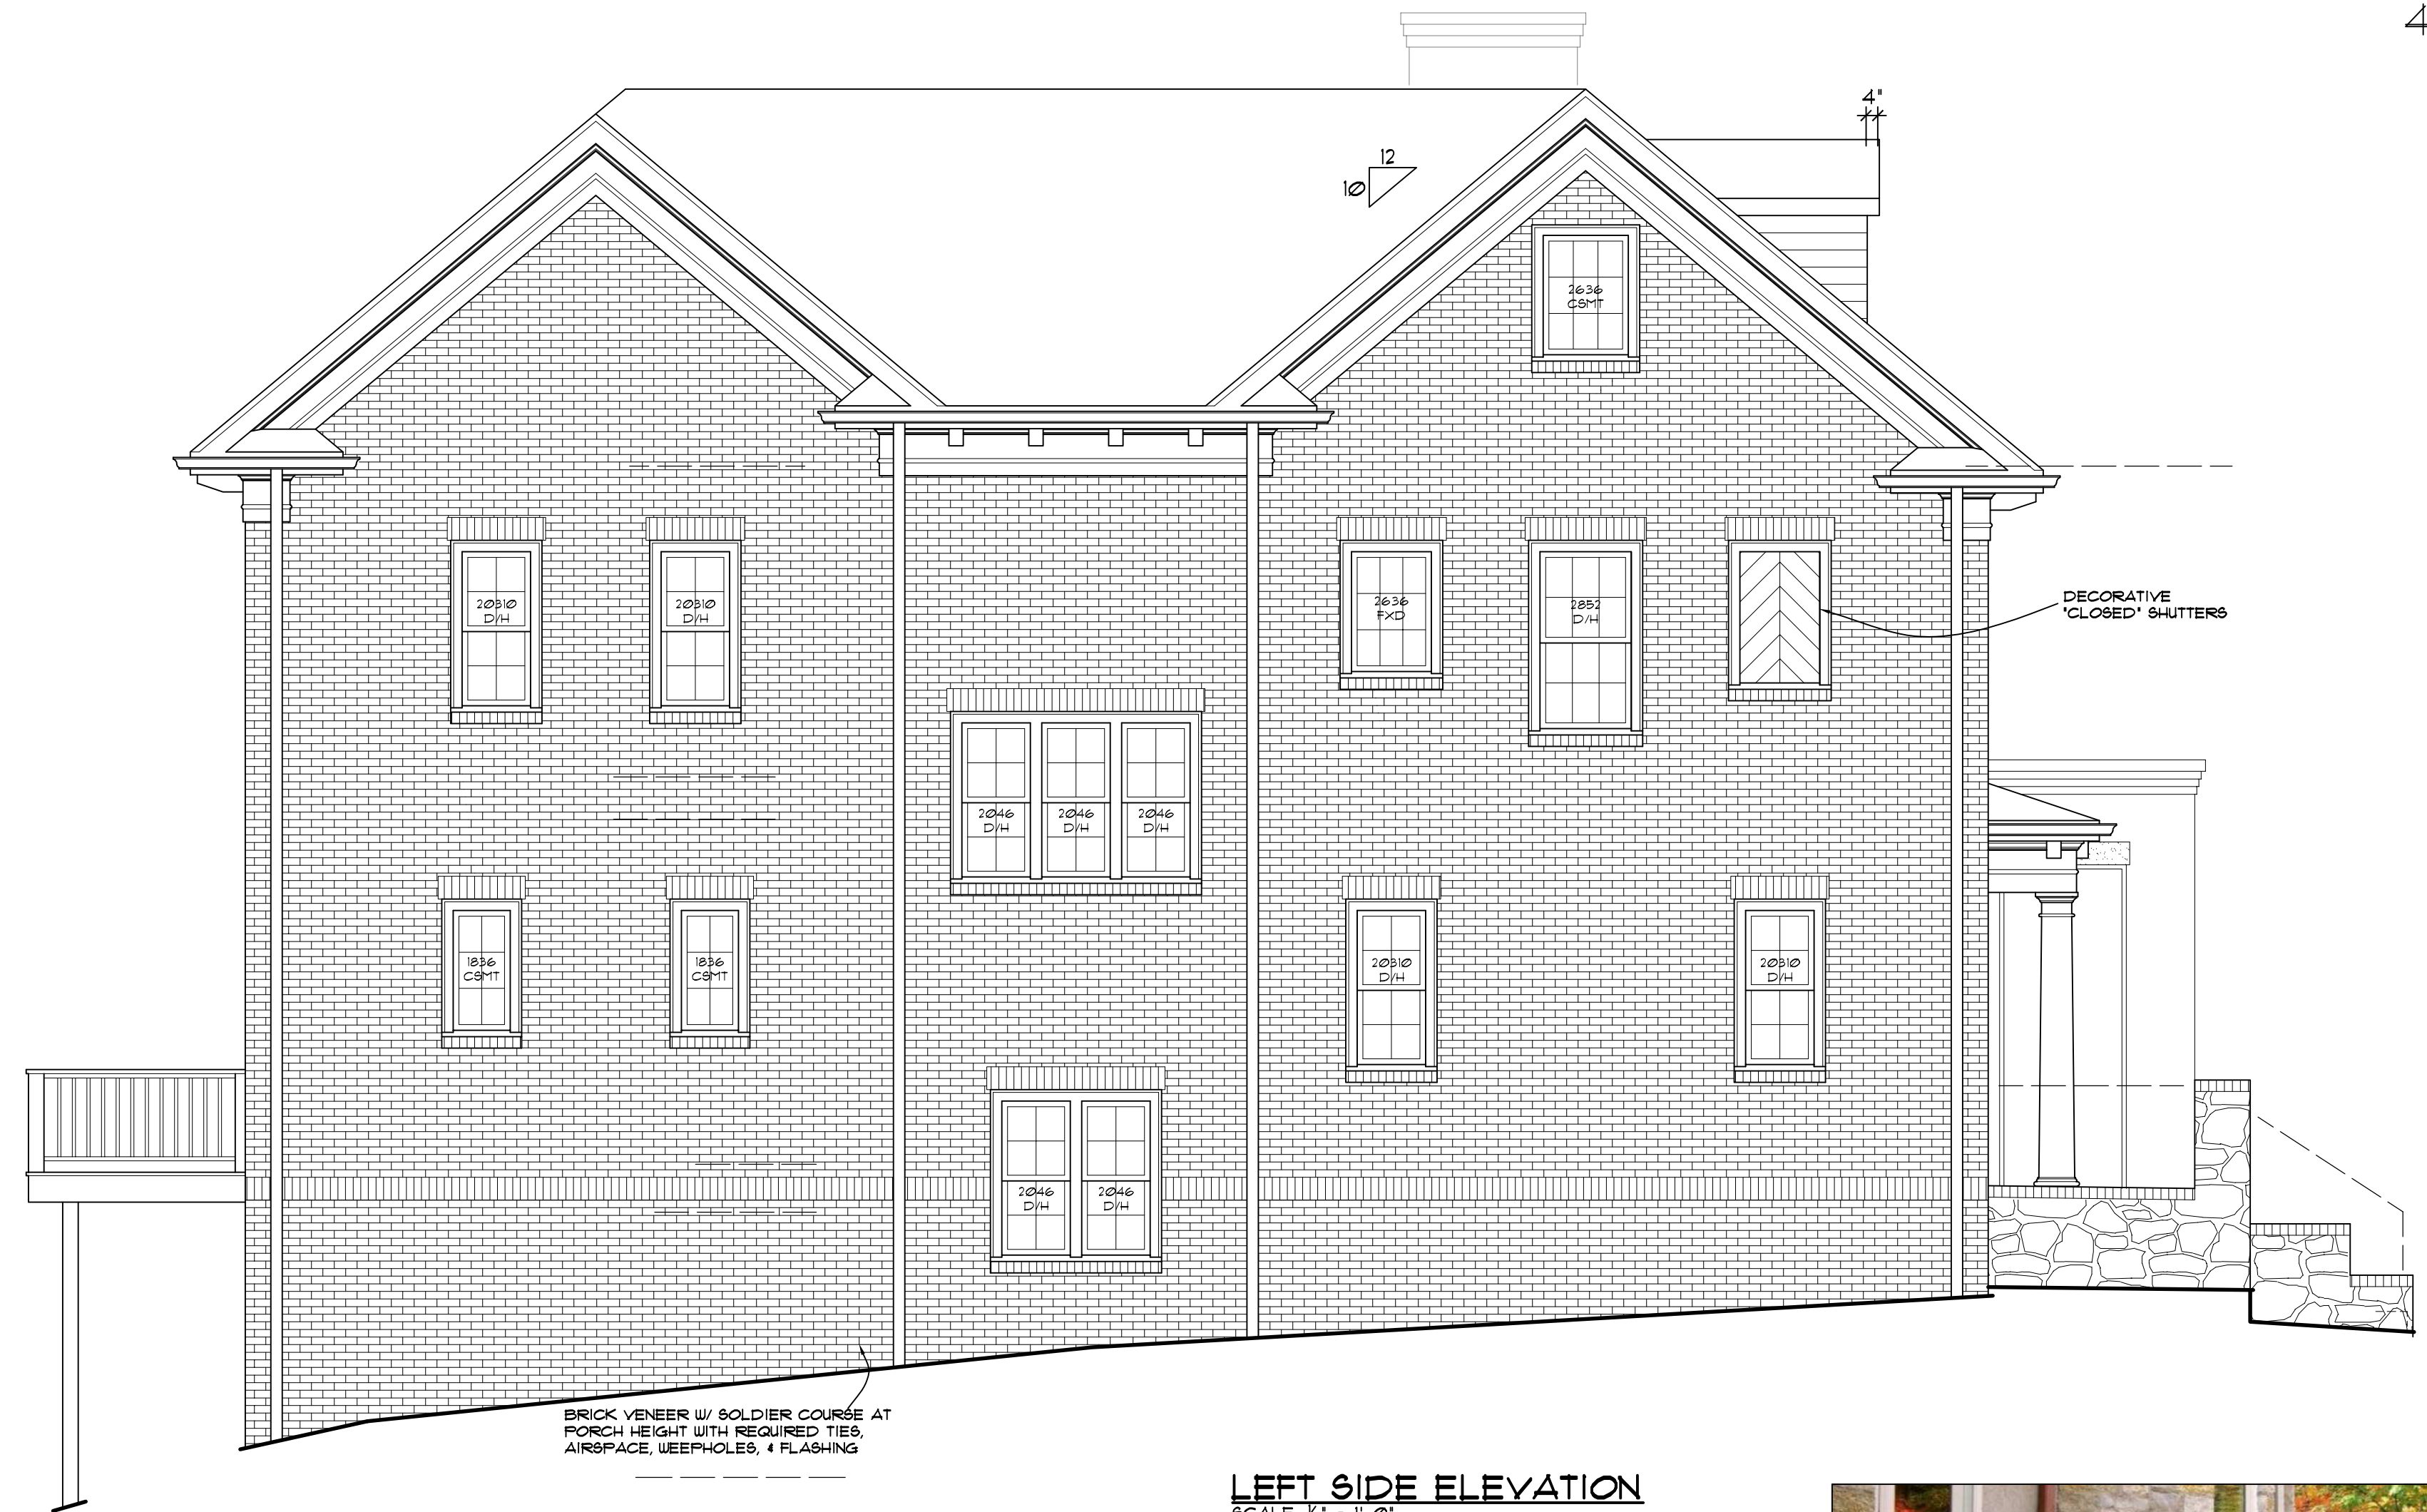 4"
12
10
2636
CSMT
20310
D/H
20310
D/H
2636
FXD
2852
D/H
DECORATIVE
"CLOSED" SHUTTERS
2046
D/H
2046
D/H
2046
D/H
1836
CSMT
1836
CSMT
20310
D/H
20310
D/H
2046
D/H
2046
D/H
BRICK VENEER W/ SOLDIER COURSE AT
PORCH HEIGHT WITH REQUIRED TIES,
AIRSPACE, WEEPHOLES, & FLASHING
LEFT SIDE ELEVATION
SCALE